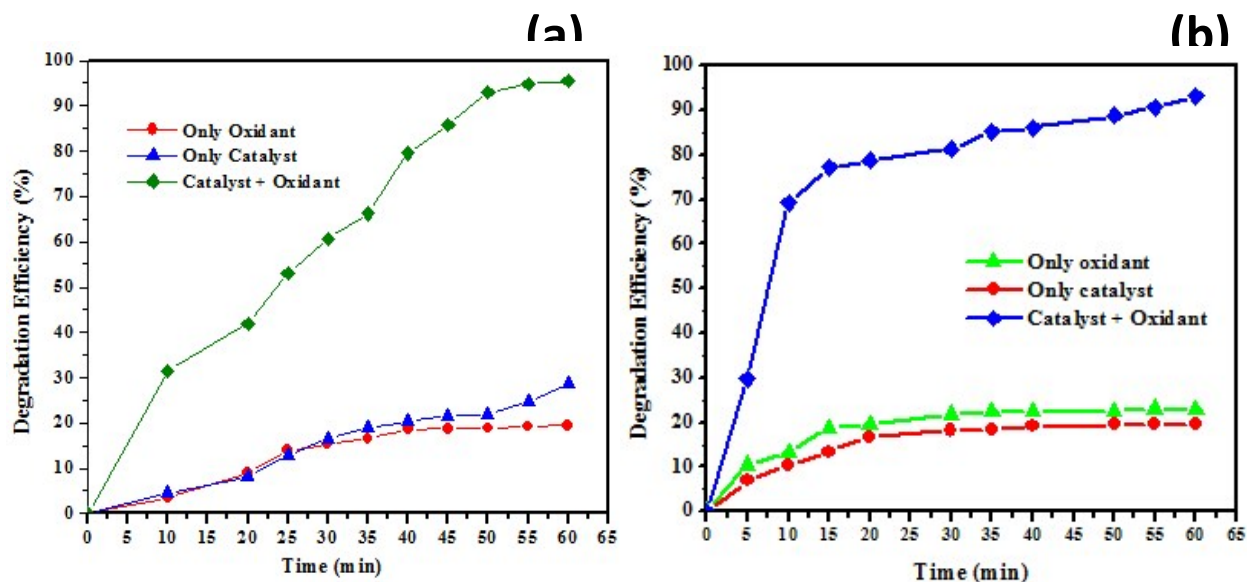 (a)
100
90
80
70
60
50
40
30
20
10
0
Degradation Efficiency (%)
Only Oxidant
Only Catalyst
Catalyst + Oxidant
0 5 10 15 20 25 30 35 40 45 50 55 60 65
Time (min)
(b)
100
90
80
70
60
50
40
30
20
10
0
Degradation Efficiency (%)
Only oxidant
Only catalyst
Catalyst + Oxidant
0 5 10 15 20 25 30 35 40 45 50 55 60 65
Time (min)